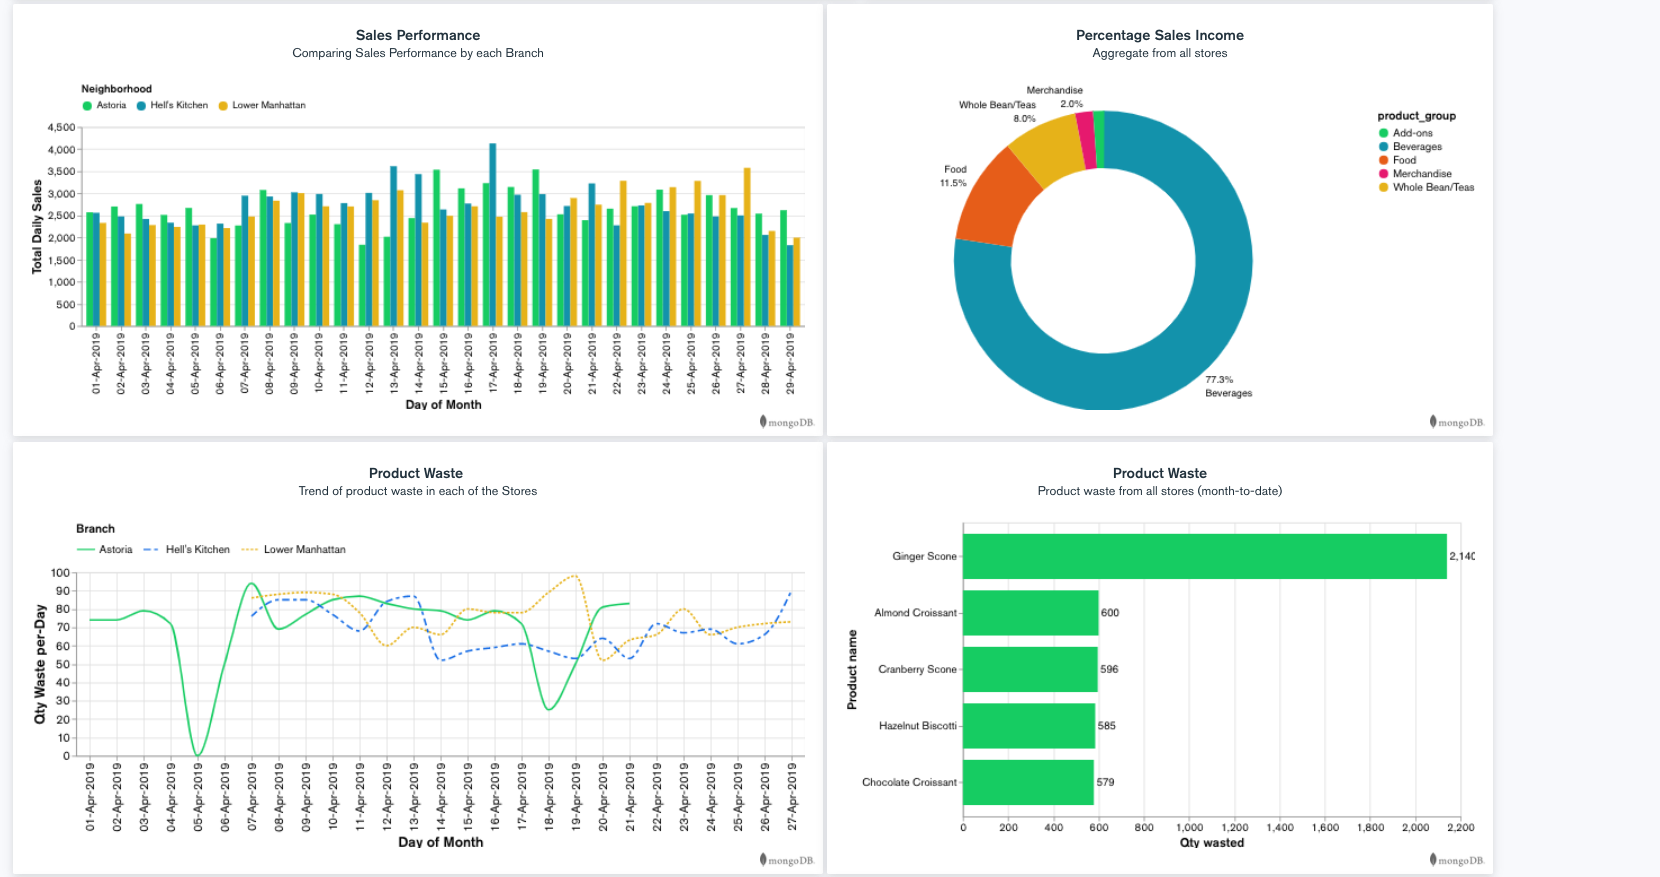 Sales Performance
Comparing Sales Performance by each Branch
Neighborhood
Astoria Hell's Kitchen Lower Manhattan
Total Daily Sales
4,500
4,000
3,500
3,000
2,500
2,000
1,500
1,000
500
0
01-Apr-2019
02-Apr-2019
03-Apr-2019
04-Apr-2019
05-Apr-2019
06-Apr-2019
07-Apr-2019
08-Apr-2019
09-Apr-2019
10-Apr-2019
11-Apr-2019
12-Apr-2019
13-Apr-2019
14-Apr-2019
15-Apr-2019
16-Apr-2019
17-Apr-2019
18-Apr-2019
19-Apr-2019
20-Apr-2019
21-Apr-2019
22-Apr-2019
23-Apr-2019
24-Apr-2019
25-Apr-2019
26-Apr-2019
27-Apr-2019
28-Apr-2019
29-Apr-2019
Day of Month
mongoDB.
Percentage Sales Income
Aggregate from all stores
Merchandise
2.0%
Whole Bean/Teas
8.0%
Food
11.5%
77.3%
Beverages
product_group
Add-ons
Beverages
Food
Merchandise
Whole Bean/Teas
mongoDB.
Product Waste
Trend of product waste in each of the Stores
Branch
Astoria Hell's Kitchen Lower Manhattan
Qty Waste per-Day
100
90
80
70
60
50
40
30
20
10
0
01-Apr-2019
02-Apr-2019
03-Apr-2019
04-Apr-2019
05-Apr-2019
06-Apr-2019
07-Apr-2019
08-Apr-2019
09-Apr-2019
10-Apr-2019
11-Apr-2019
12-Apr-2019
13-Apr-2019
14-Apr-2019
15-Apr-2019
16-Apr-2019
17-Apr-2019
18-Apr-2019
19-Apr-2019
20-Apr-2019
21-Apr-2019
22-Apr-2019
23-Apr-2019
24-Apr-2019
25-Apr-2019
26-Apr-2019
27-Apr-2019
Day of Month
mongoDB.
Product Waste
Product waste from all stores (month-to-date)
Product name
Ginger Scone 2,140
Almond Croissant 600
Cranberry Scone 596
Hazelnut Biscotti 585
Chocolate Croissant 579
0 200 400 600 800 1,000 1,200 1,400 1,600 1,800 2,000 2,200
Qty wasted
mongoDB.